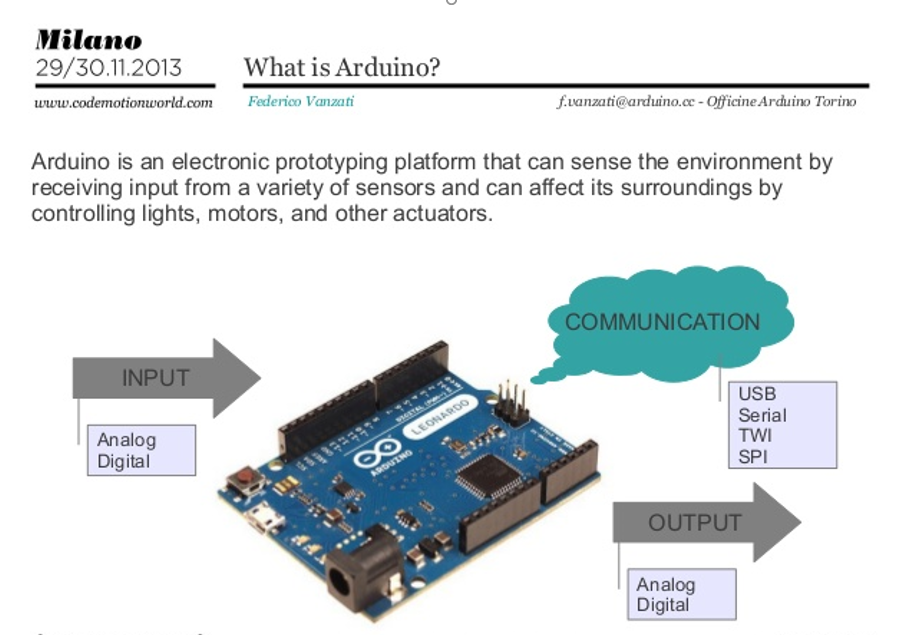 Milano
29/30.11.2013
What is Arduino?
www.codemotionworld.com
Federico Vanzati
f.vanzati@arduino.cc - Officine Arduino Torino
Arduino is an electronic prototyping platform that can sense the environment by
receiving input from a variety of sensors and can affect its surroundings by
controlling lights, motors, and other actuators.
COMMUNICATION
INPUT
USB
Serial
TWI
SPI
Analog
Digital
LEONARDO
ARDUINO
OUTPUT
Analog
Digital